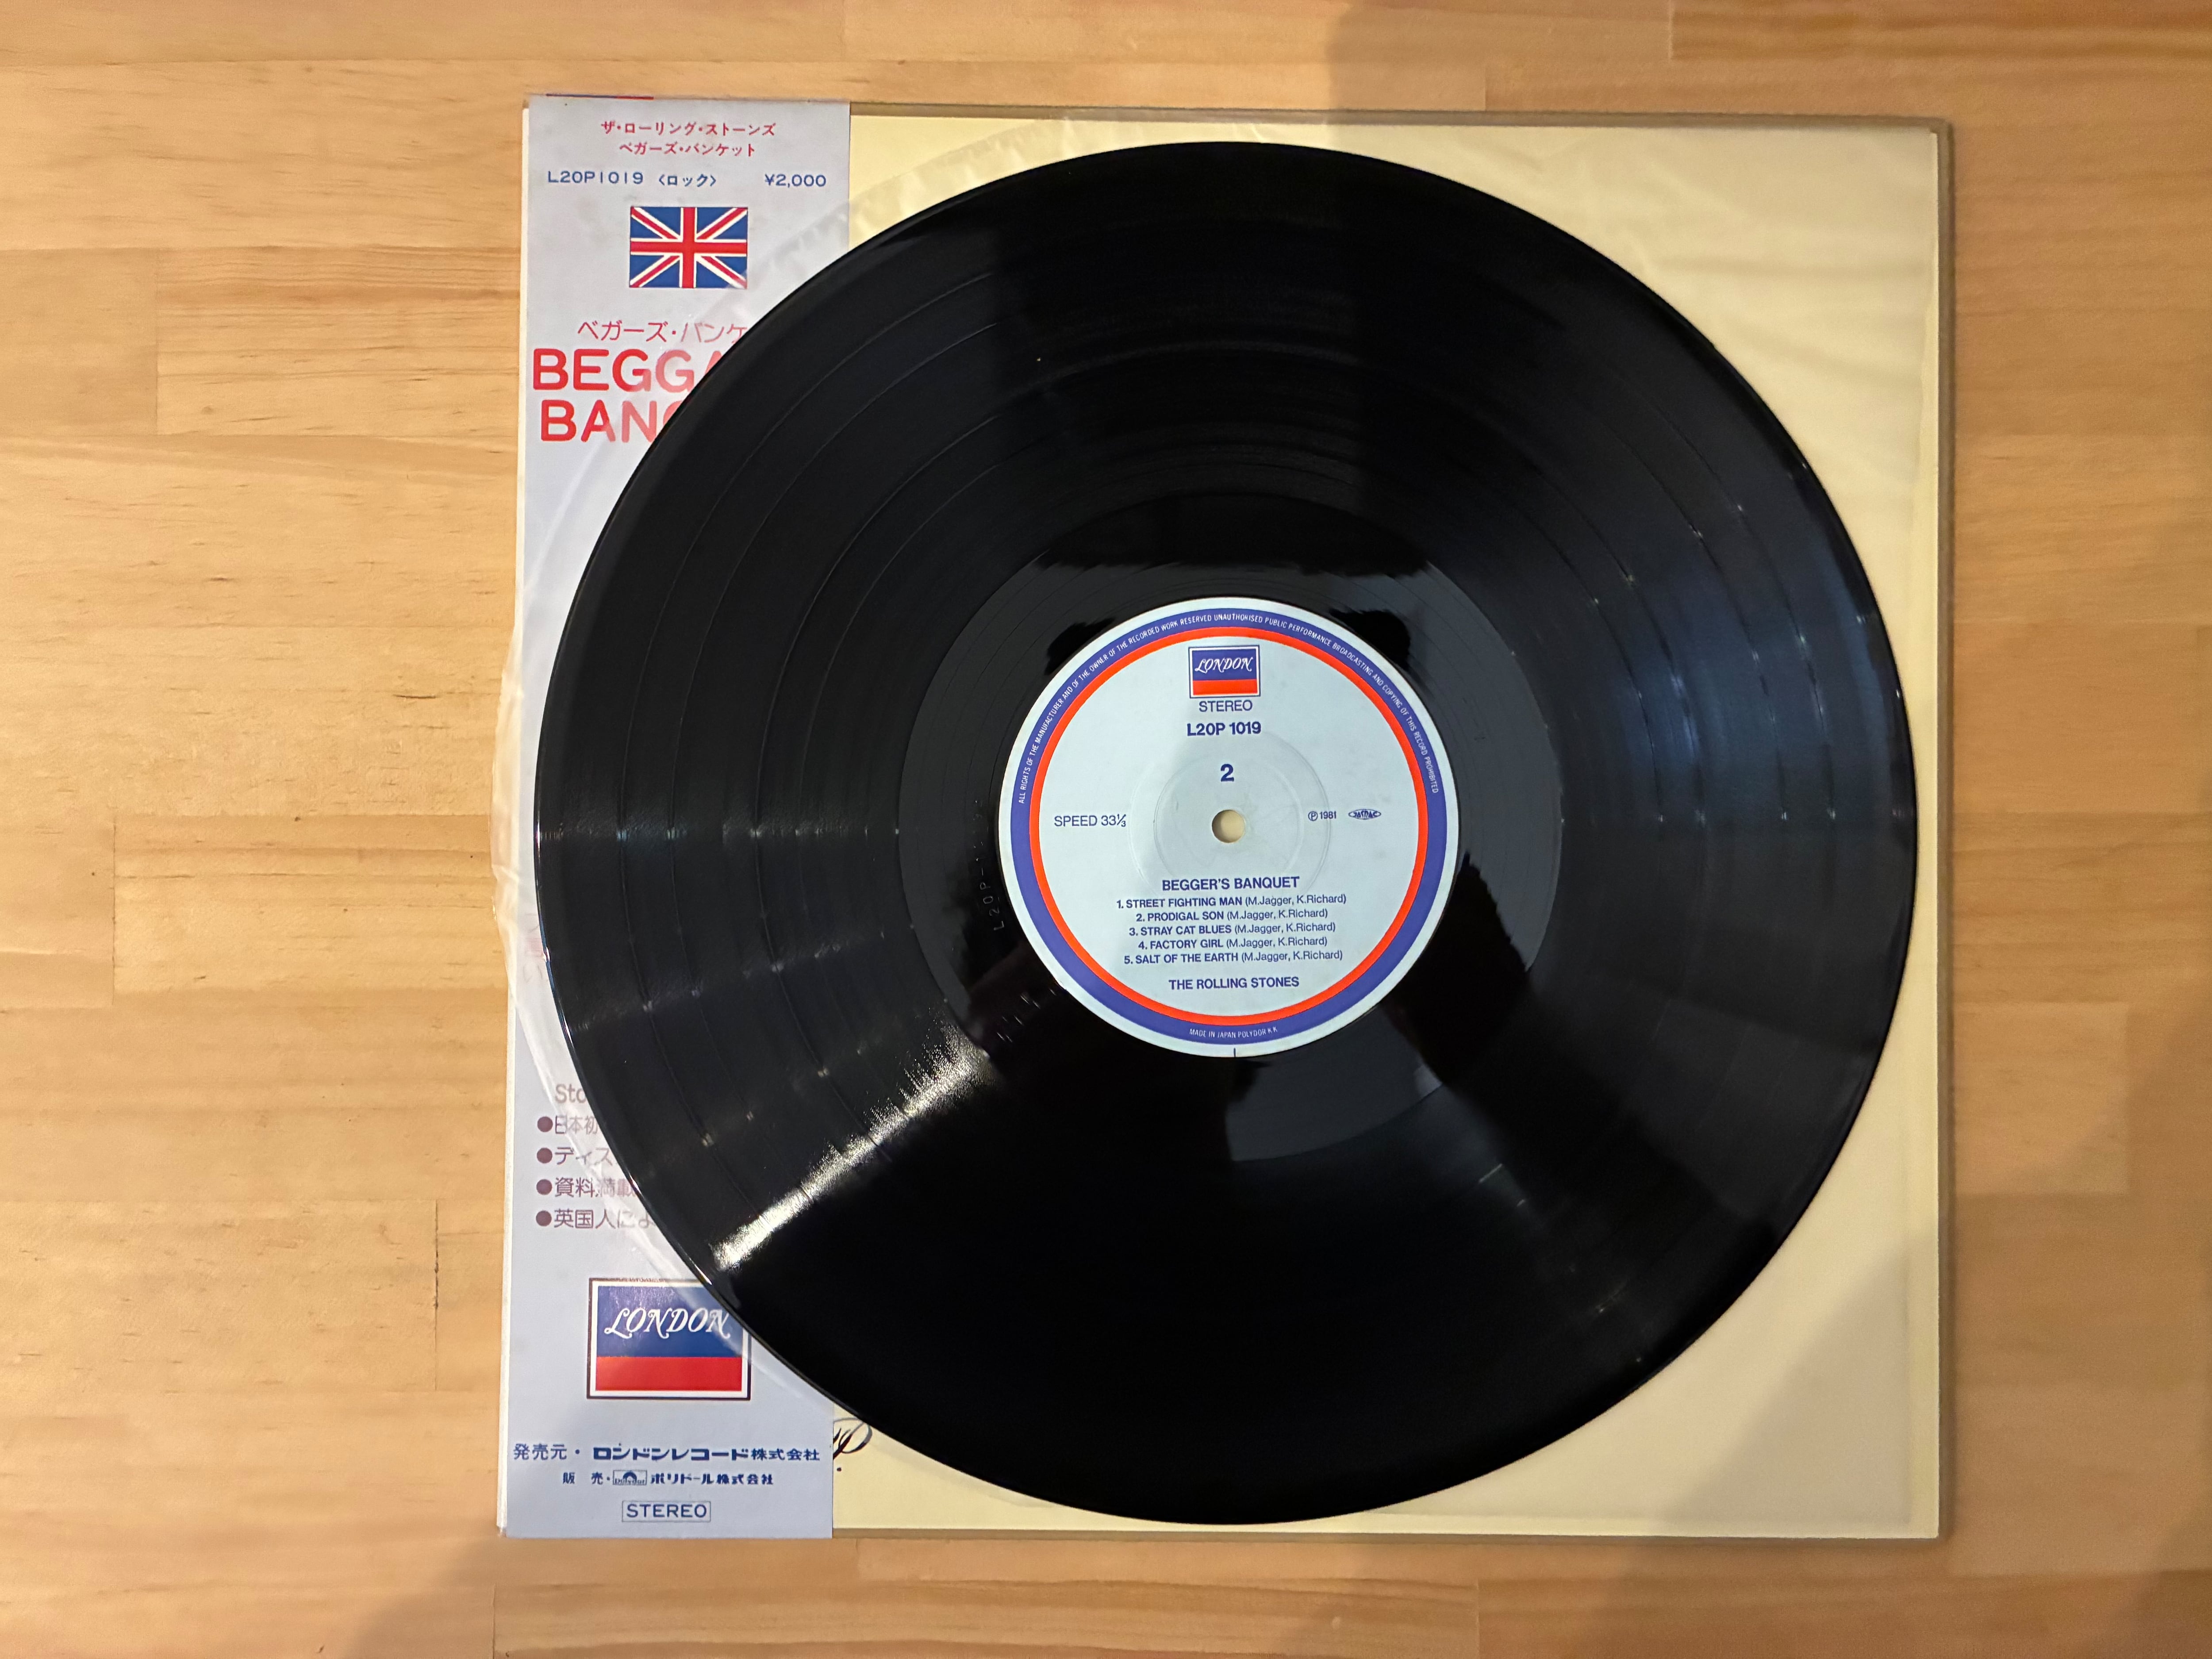 ザ・ローリング・ストーンズ
ベガーズ・バンケット
L20P1019 〈ロック〉 ¥2,000
ベガーズ・バンケ
BEGGA
BANQ
Sto
●日本初
●ディス
●資料満載
●英国人によ
LONDON
発売元・ロンドンレコード株式会社
販 売・Polydor ポリドール株式会社
STEREO
ALL RIGHTS OF THE MANUFACTURER AND OF THE OWNER OF THE RECORDED WORK RESERVED UNAUTHORISED PUBLIC PERFORMANCE BROADCASTING AND COPYING OF THIS RECORD PROHIBITED
LONDON
STEREO
L20P 1019
2
SPEED 33⅓
Ⓟ1981 JASRAC
BEGGER'S BANQUET
1. STREET FIGHTING MAN (M.Jagger, K.Richard)
2. PRODIGAL SON (M.Jagger, K.Richard)
3. STRAY CAT BLUES (M.Jagger, K.Richard)
4. FACTORY GIRL (M.Jagger, K.Richard)
5. SALT OF THE EARTH (M.Jagger, K.Richard)
THE ROLLING STONES
MADE IN JAPAN POLYDOR K.K.
L20P-